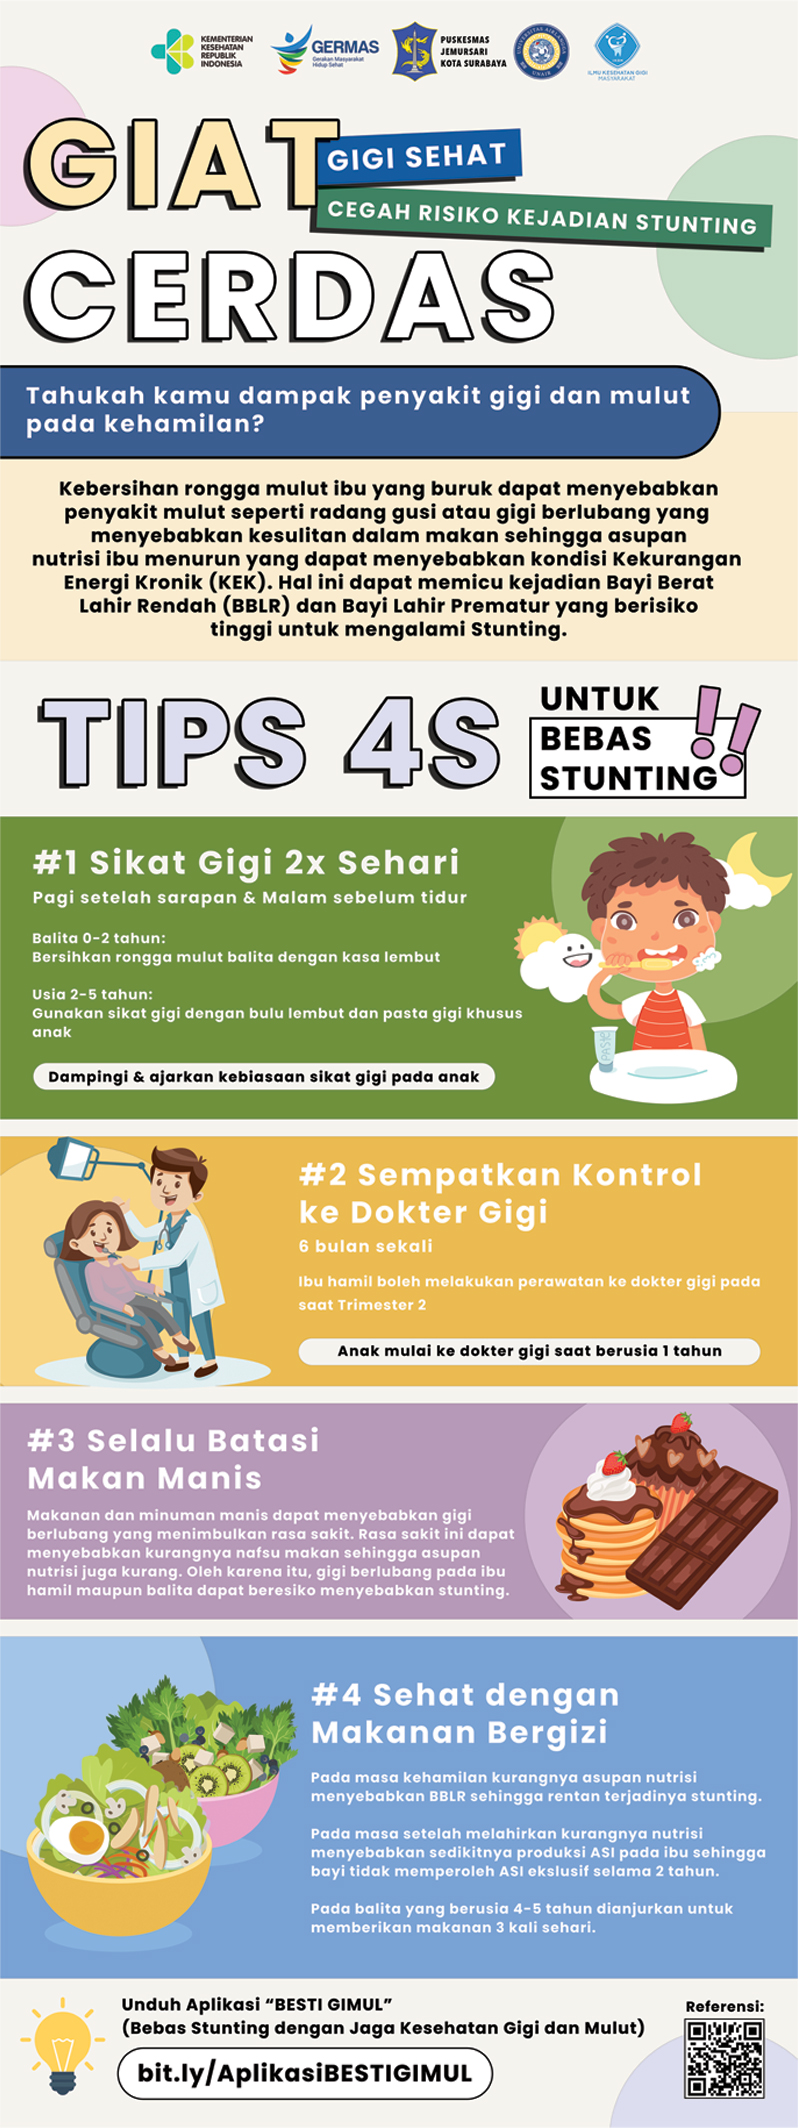 KEMENTERIAN
KESEHATAN
REPUBLIK
INDONESIA
GERMAS
Gerakan Masyarakat
Hidup Sehat
PUSKESMAS
JEMURSARI
KOTA SURABAYA
UNIVERSITAS AIRLANGGA
UNAIR
ILMU KESEHATAN GIGI
MASYARAKAT
GIAT
GIGI SEHAT
CEGAH RISIKO KEJADIAN STUNTING
CERDAS
Tahukah kamu dampak penyakit gigi dan mulut
pada kehamilan?
Kebersihan rongga mulut ibu yang buruk dapat menyebabkan
penyakit mulut seperti radang gusi atau gigi berlubang yang
menyebabkan kesulitan dalam makan sehingga asupan
nutrisi ibu menurun yang dapat menyebabkan kondisi Kekurangan
Energi Kronik (KEK). Hal ini dapat memicu kejadian Bayi Berat
Lahir Rendah (BBLR) dan Bayi Lahir Prematur yang berisiko
tinggi untuk mengalami Stunting.
TIPS 4S
UNTUK
BEBAS
STUNTING!!
#1 Sikat Gigi 2x Sehari
Pagi setelah sarapan & Malam sebelum tidur
Balita 0-2 tahun:
Bersihkan rongga mulut balita dengan kasa lembut
Usia 2-5 tahun:
Gunakan sikat gigi dengan bulu lembut dan pasta gigi khusus
anak
Dampingi & ajarkan kebiasaan sikat gigi pada anak
PASTE
#2 Sempatkan Kontrol
ke Dokter Gigi
6 bulan sekali
Ibu hamil boleh melakukan perawatan ke dokter gigi pada
saat Trimester 2
Anak mulai ke dokter gigi saat berusia 1 tahun
#3 Selalu Batasi
Makan Manis
Makanan dan minuman manis dapat menyebabkan gigi
berlubang yang menimbulkan rasa sakit. Rasa sakit ini dapat
menyebabkan kurangnya nafsu makan sehingga asupan
nutrisi juga kurang. Oleh karena itu, gigi berlubang pada ibu
hamil maupun balita dapat beresiko menyebabkan stunting.
#4 Sehat dengan
Makanan Bergizi
Pada masa kehamilan kurangnya asupan nutrisi
menyebabkan BBLR sehingga rentan terjadinya stunting.
Pada masa setelah melahirkan kurangnya nutrisi
menyebabkan sedikitnya produksi ASI pada ibu sehingga
bayi tidak memperoleh ASI ekslusif selama 2 tahun.
Pada balita yang berusia 4-5 tahun dianjurkan untuk
memberikan makanan 3 kali sehari.
Unduh Aplikasi “BESTI GIMUL”
(Bebas Stunting dengan Jaga Kesehatan Gigi dan Mulut)
bit.ly/AplikasiBESTIGIMUL
Referensi: